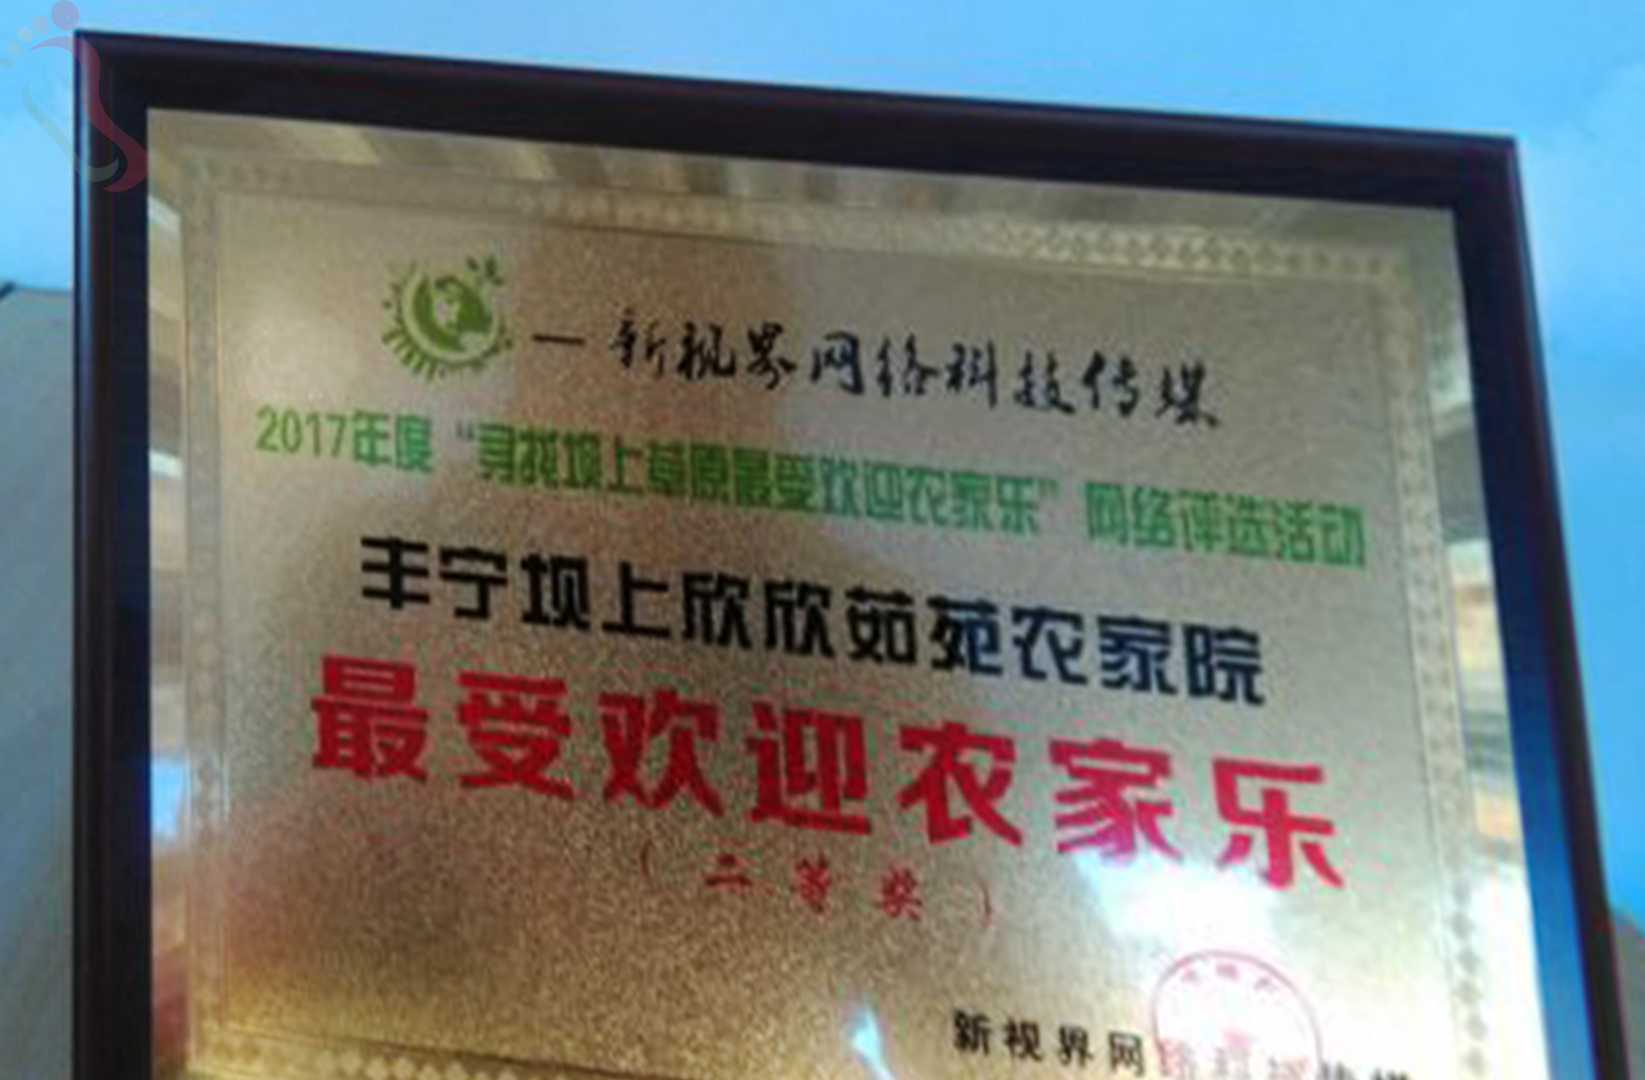 一新视界网络科技传媒
2017年度“寻找坝上草原最受欢迎农家乐”网络评选活动
丰宁坝上欣欣茹苑农家院
最受欢迎农家乐
(二等奖)
新视界网